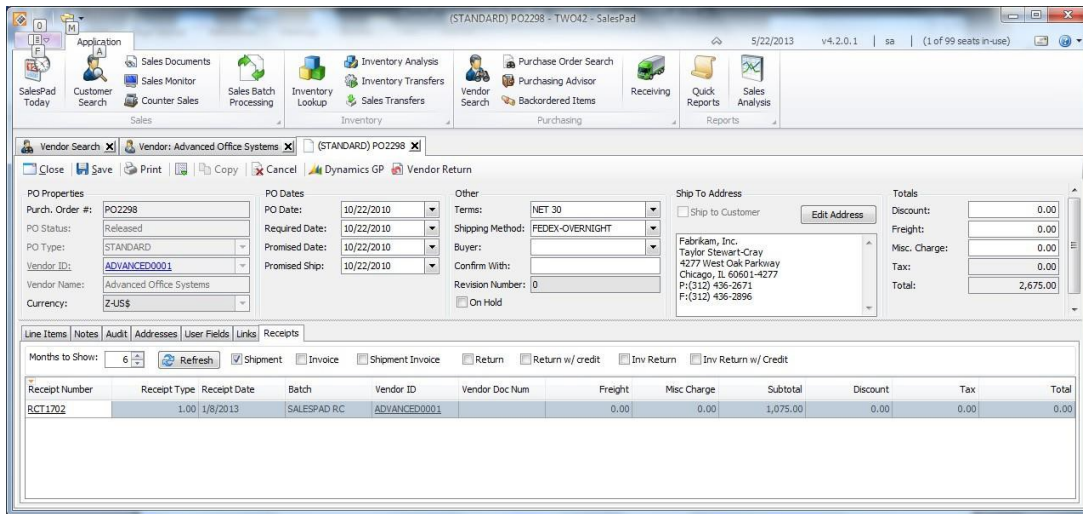 (STANDARD) PO2298 - TWO42 - SalesPad
0 M
F Application A
5/22/2013 v4.2.0.1 | sa | (1 of 99 seats in-use)
SalesPad Today
Customer Search
Sales Documents
Sales Monitor
Counter Sales
Sales Batch Processing
Inventory Lookup
Inventory Analysis
Inventory Transfers
Sales Transfers
Vendor Search
Purchase Order Search
Purchasing Advisor
Backordered Items
Receiving
Quick Reports
Sales Analysis
Sales Inventory Purchasing Reports
Vendor Search X Vendor: Advanced Office Systems X (STANDARD) PO2298 X
Close Save Print Copy Cancel Dynamics GP Vendor Return
PO Properties
Purch. Order #: PO2298
PO Status: Released
PO Type: STANDARD
Vendor ID: ADVANCED0001
Vendor Name: Advanced Office Systems
Currency: Z-US$
PO Dates
PO Date: 10/22/2010
Required Date: 10/22/2010
Promised Date: 10/22/2010
Promised Ship: 10/22/2010
Other
Terms: NET 30
Shipping Method: FEDEX-OVERNIGHT
Buyer:
Confirm With:
Revision Number: 0
On Hold
Ship To Address
Ship to Customer Edit Address
Fabrikam, Inc.
Taylor Stewart-Cray
4277 West Oak Parkway
Chicago, IL 60601-4277
P:(312) 436-2671
F:(312) 436-2896
Totals
Discount: 0.00
Freight: 0.00
Misc. Charge: 0.00
Tax: 0.00
Total: 2,675.00
Line Items Notes Audit Addresses User Fields Links Receipts
Months to Show: 6 Refresh Shipment Invoice Shipment Invoice Return Return w/ credit Inv Return Inv Return w/ Credit
Receipt Number Receipt Type Receipt Date Batch Vendor ID Vendor Doc Num Freight Misc Charge Subtotal Discount Tax Total
RCT1702 1.00 1/8/2013 SALESPAD RC ADVANCED0001 0.00 0.00 1,075.00 0.00 0.00 0.00